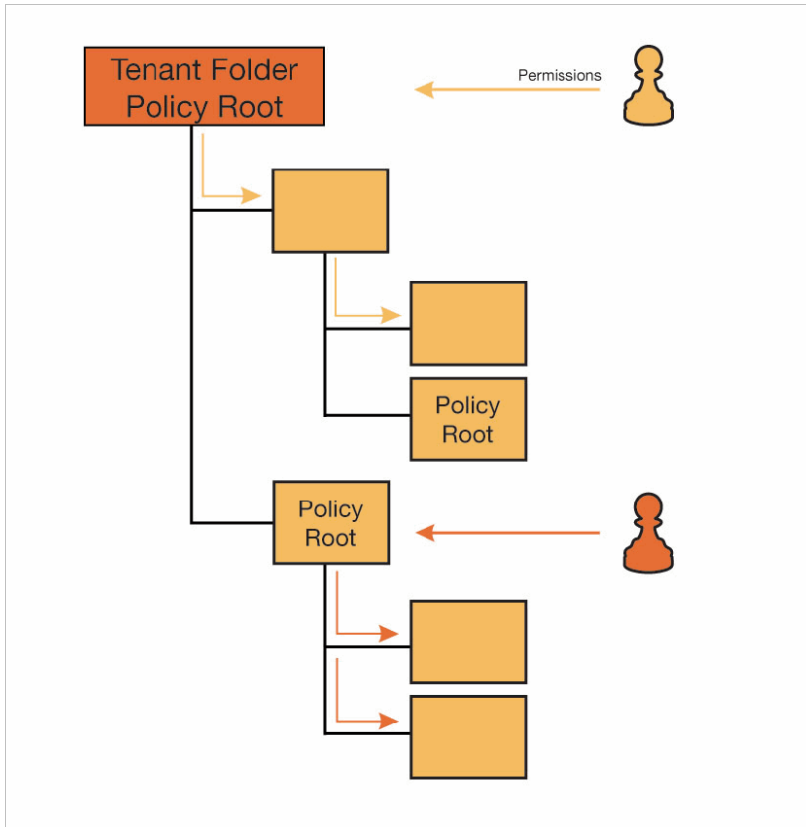 Tenant Folder
Policy Root
Permissions
Policy
Root
Policy
Root